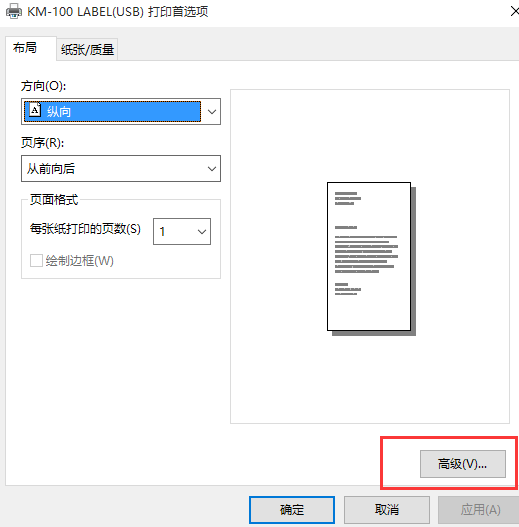 KM-100 LABEL(USB) 打印首选项
布局
纸张/质量
方向(O):
A 纵向
页序(R):
从前向后
页面格式
每张纸打印的页数(S) 1
绘制边框(W)
高级(V)...
确定 取消 应用(A)